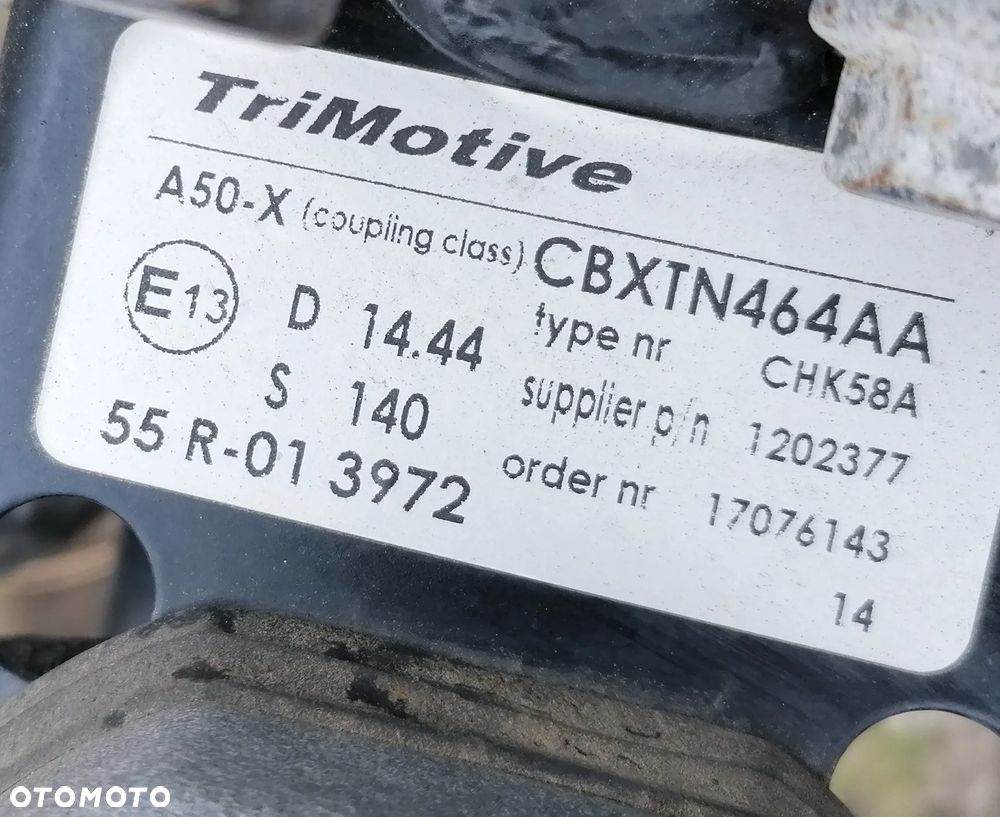 TriMotive
A50-X (coupling class) CBXTN464AA
E13 D 14.44 type nr CHK58A
S 140 supplier p/n 1202377
55 R-01 3972 order nr 17076143
14
OTOMOTO